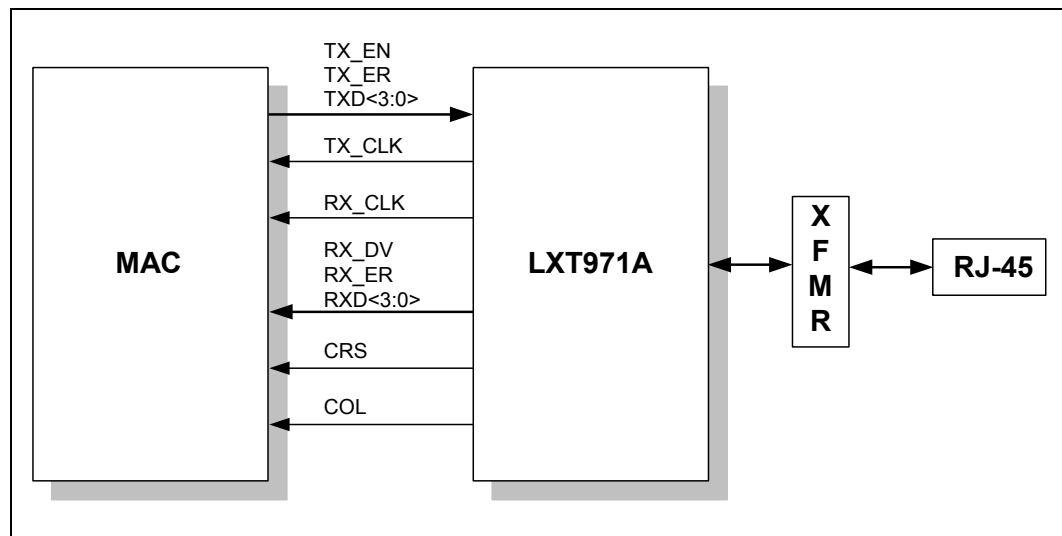 TX_EN
TX_ER
TXD<3:0>
TX_CLK
RX_CLK
RX_DV
RX_ER
RXD<3:0>
CRS
COL
MAC
LXT971A
X
F
M
R
RJ-45